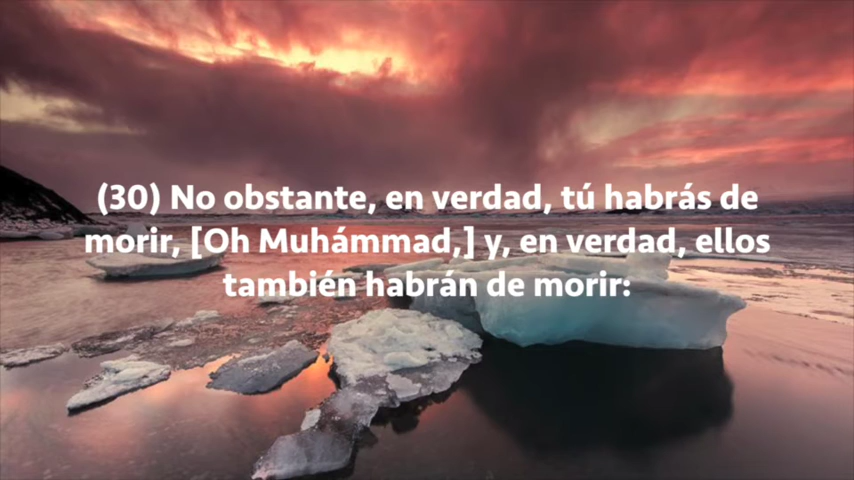 (30) No obstante, en verdad, tú habrás de
morir, [Oh Muhámmad,] y, en verdad, ellos
también habrán de morir: